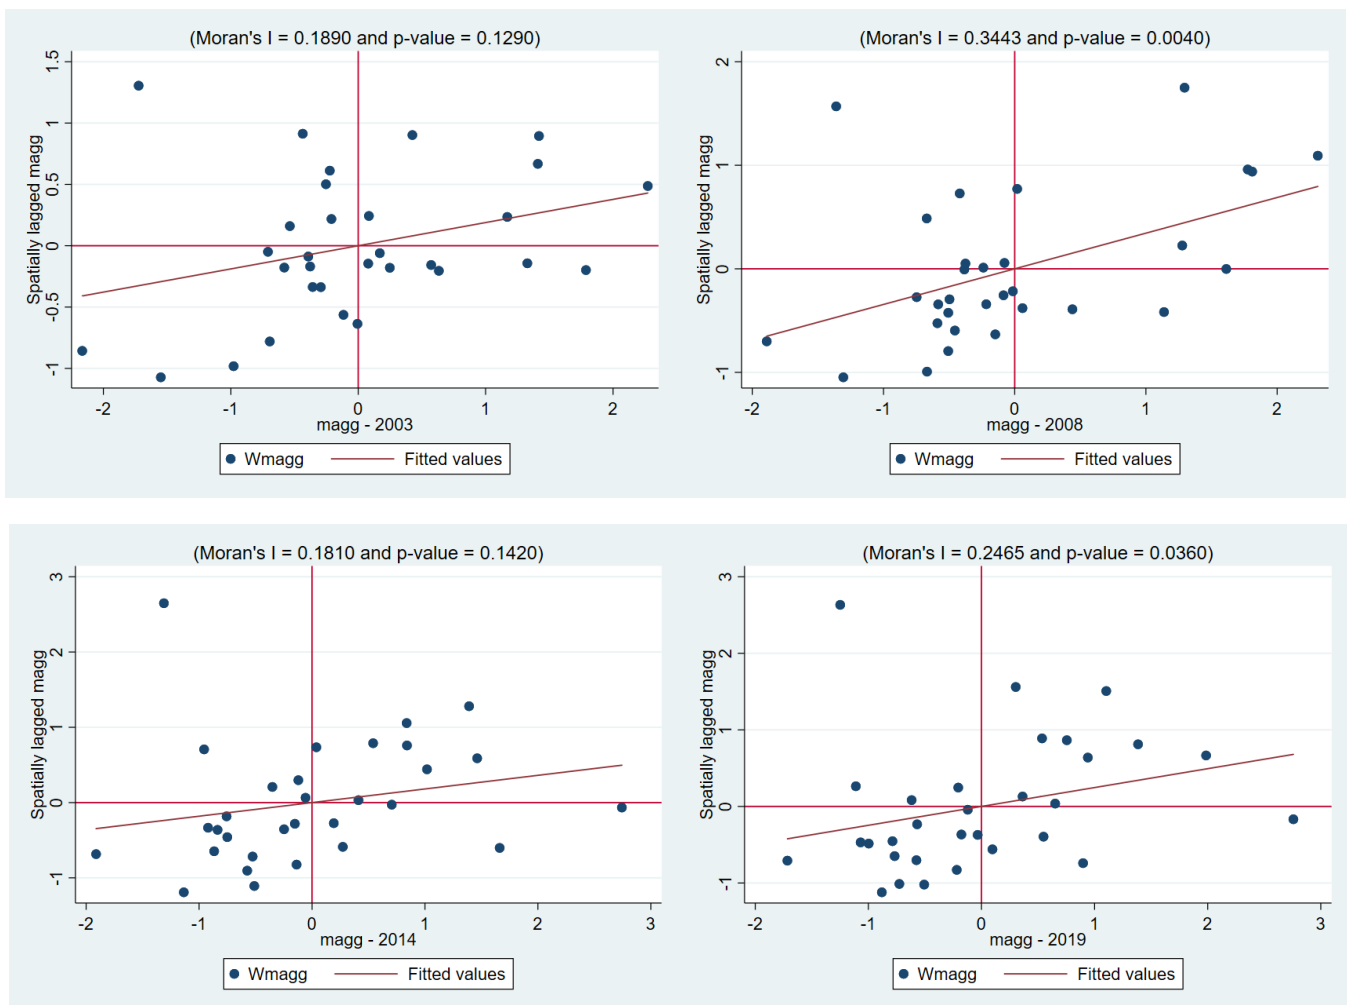 (Moran's I = 0.1890 and p-value = 0.1290)
Spatially lagged magg
1.5
1
0.5
0
-0.5
-1
-2
-1
0
1
2
magg - 2003
Wmagg
Fitted values
(Moran's I = 0.3443 and p-value = 0.0040)
Spatially lagged magg
2
1
0
-1
-2
-1
0
1
2
magg - 2008
Wmagg
Fitted values
(Moran's I = 0.1810 and p-value = 0.1420)
Spatially lagged magg
3
2
1
0
-1
-2
-1
0
1
2
3
magg - 2014
Wmagg
Fitted values
(Moran's I = 0.2465 and p-value = 0.0360)
Spatially lagged magg
3
2
1
0
-1
-2
-1
0
1
2
3
magg - 2019
Wmagg
Fitted values